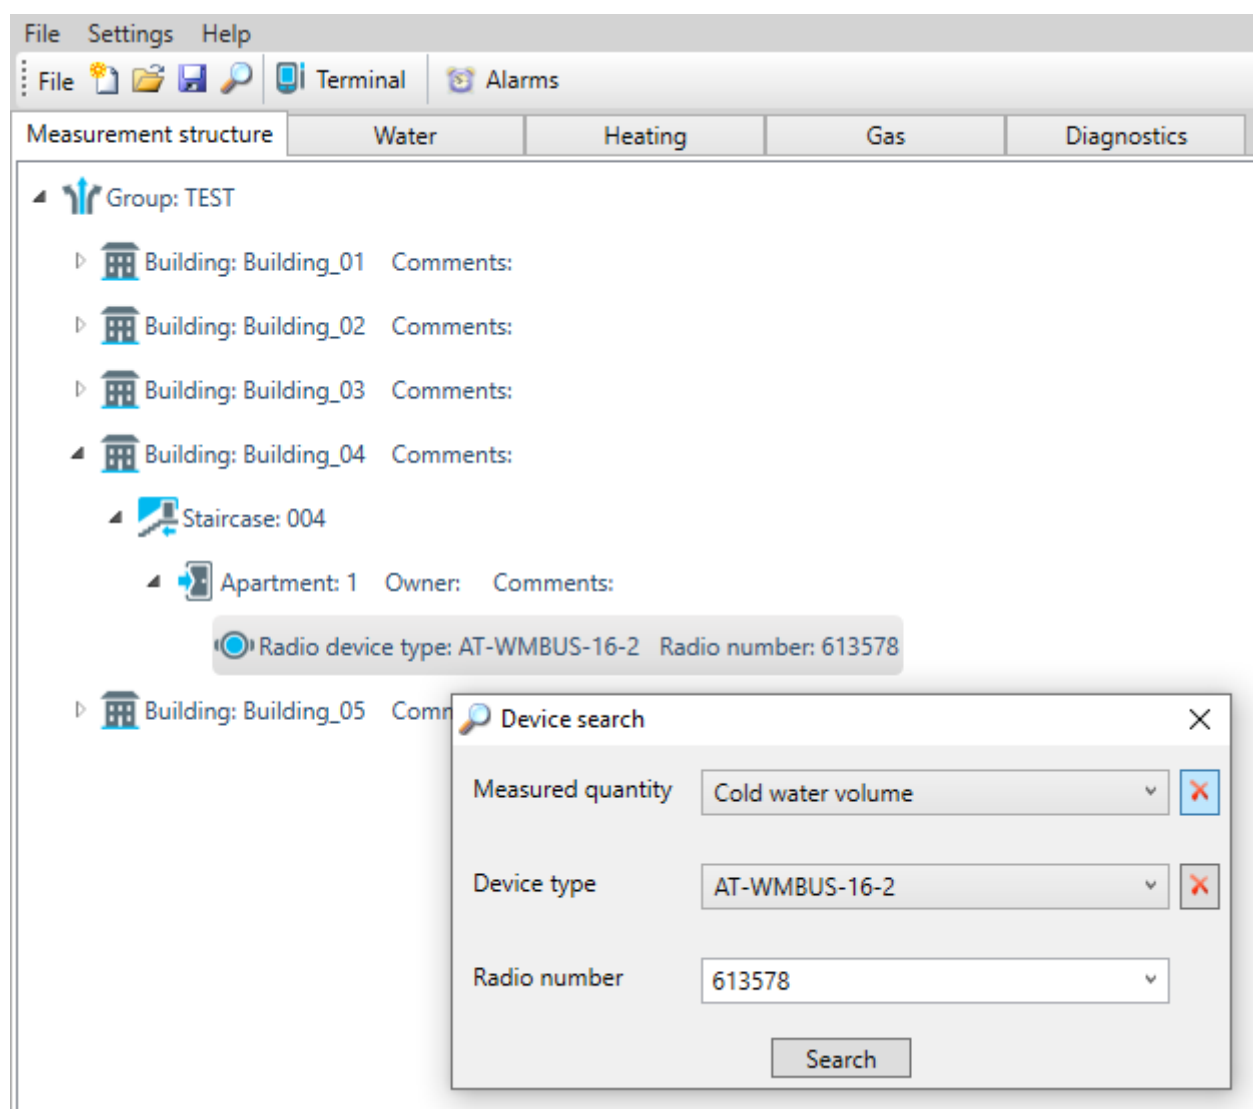 File Settings Help
File Terminal Alarms
Measurement structure Water Heating Gas Diagnostics
Group: TEST
Building: Building_01 Comments:
Building: Building_02 Comments:
Building: Building_03 Comments:
Building: Building_04 Comments:
Staircase: 004
Apartment: 1 Owner: Comments:
Radio device type: AT-WMBUS-16-2 Radio number: 613578
Building: Building_05
Device search
Measured quantity Cold water volume
Device type AT-WMBUS-16-2
Radio number 613578
Search